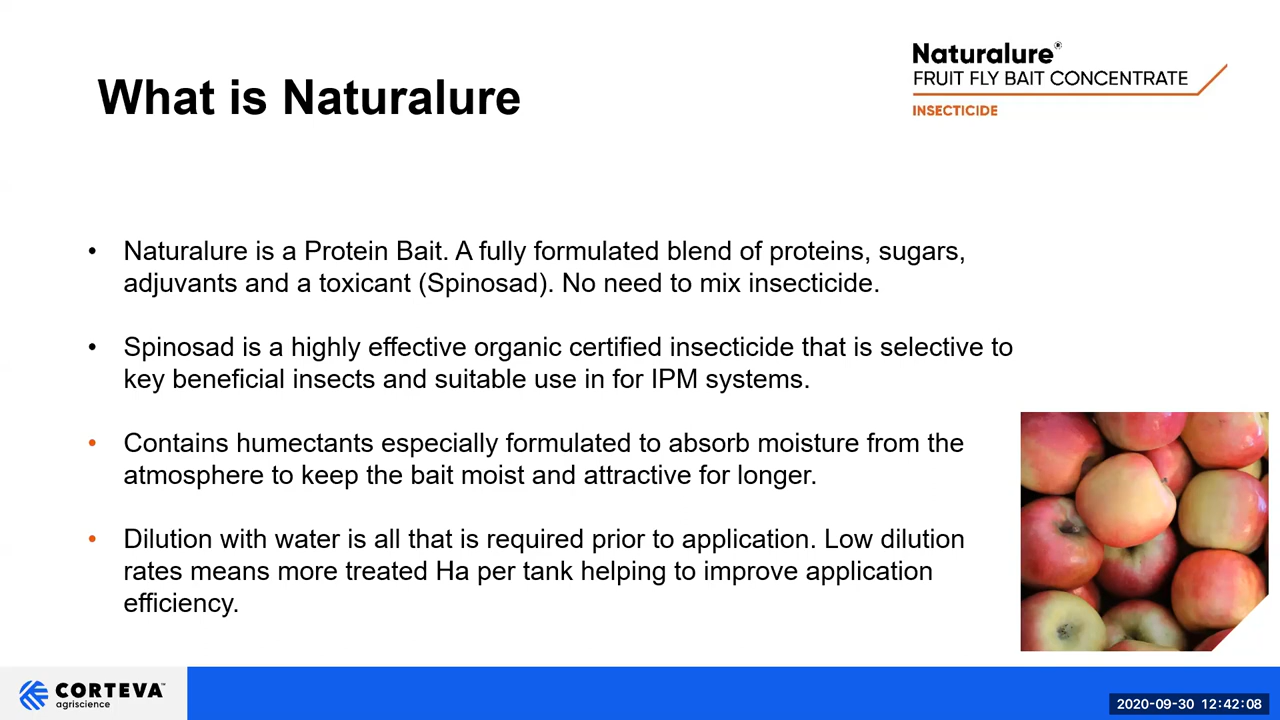 Naturalure®
FRUIT FLY BAIT CONCENTRATE
INSECTICIDE
What is Naturalure
• Naturalure is a Protein Bait. A fully formulated blend of proteins, sugars,
adjuvants and a toxicant (Spinosad). No need to mix insecticide.
• Spinosad is a highly effective organic certified insecticide that is selective to
key beneficial insects and suitable use in for IPM systems.
• Contains humectants especially formulated to absorb moisture from the
atmosphere to keep the bait moist and attractive for longer.
• Dilution with water is all that is required prior to application. Low dilution
rates means more treated Ha per tank helping to improve application
efficiency.
CORTEVA™
agriscience
2020-09-30 12:42:08